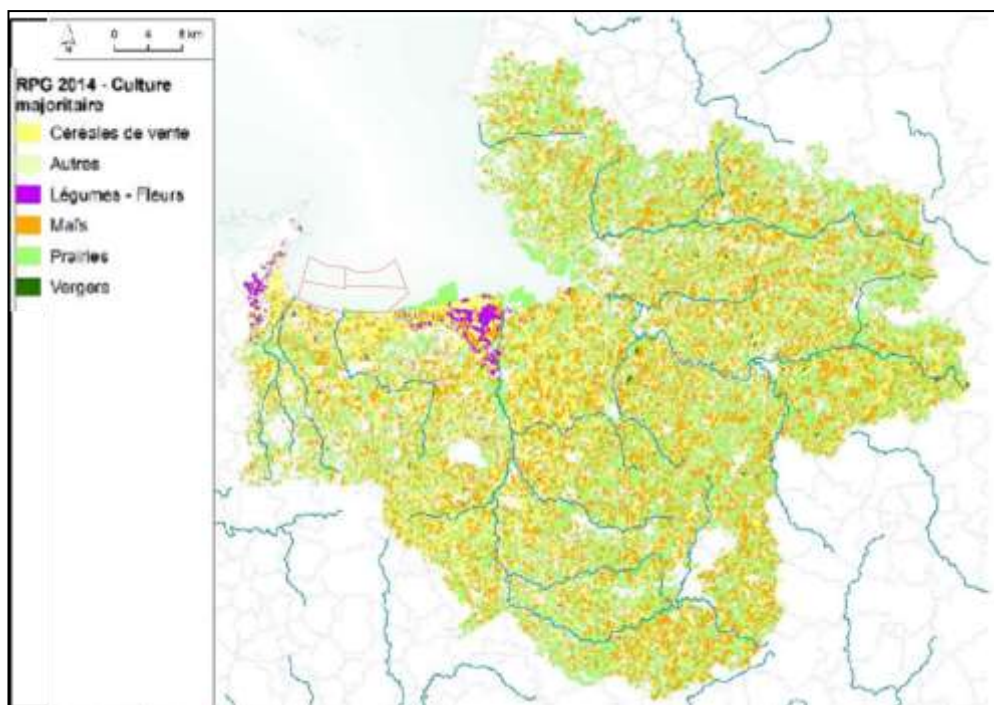 N
0 4 8 km
RPG 2014 - Culture
majoritaire
Céréales de vente
Autres
Légumes - Fleurs
Maïs
Prairies
Vergers